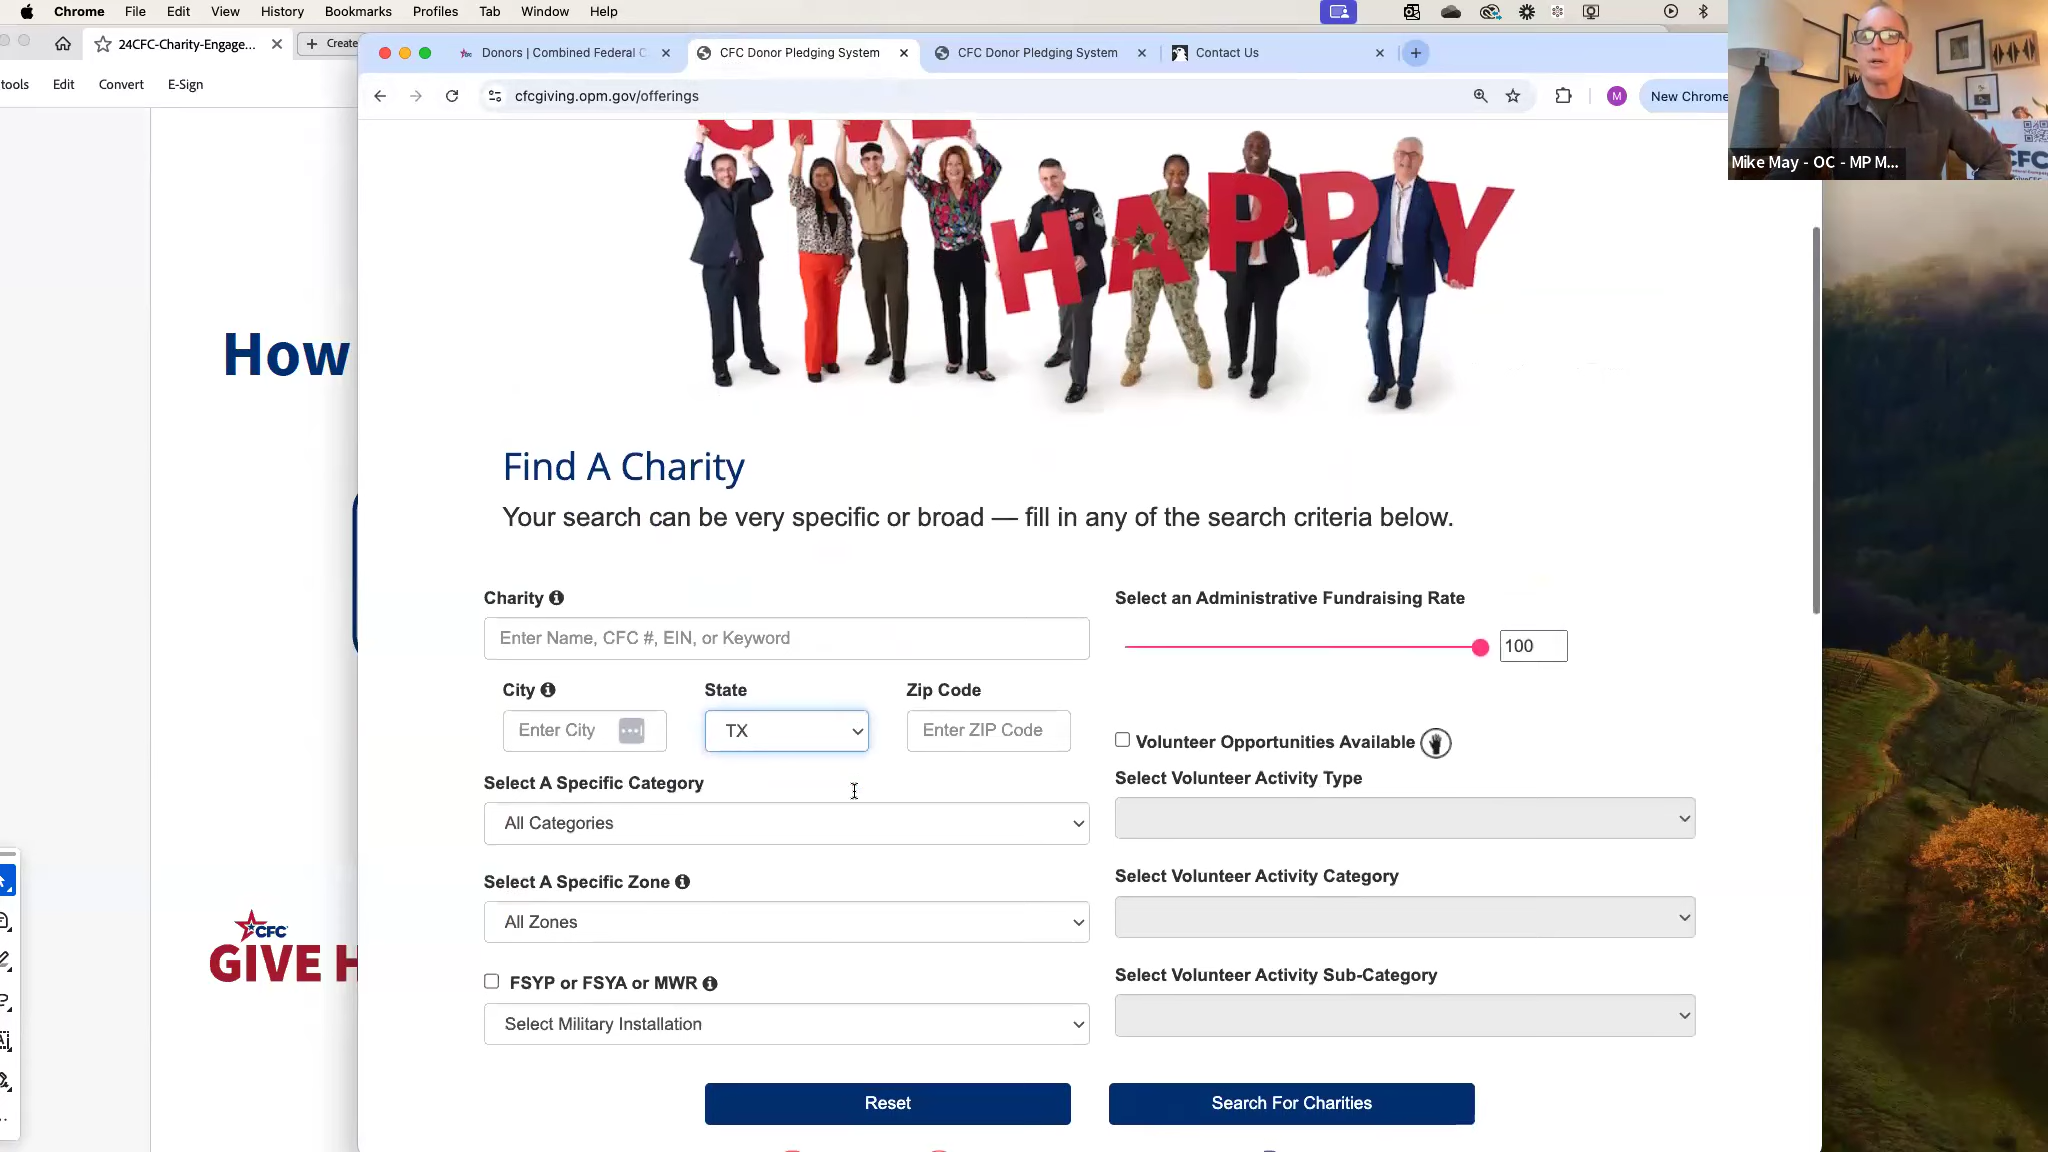 Chrome File Edit View History Bookmarks Profiles Tab Window Help
24CFC-Charity-Engage... Create
Donors | Combined Federal C CFC Donor Pledging System CFC Donor Pledging System Contact Us
tools Edit Convert E-Sign
cfcgiving.opm.gov/offerings M New Chrome
Mike May - OC - MP M...
CFC
GIVE
HAPPY
How
Find A Charity
Your search can be very specific or broad — fill in any of the search criteria below.
Charity
Select an Administrative Fundraising Rate
Enter Name, CFC #, EIN, or Keyword
100
City State Zip Code
Enter City TX Enter ZIP Code
Volunteer Opportunities Available
Select A Specific Category
Select Volunteer Activity Type
All Categories
Select A Specific Zone
Select Volunteer Activity Category
All Zones
CFC
GIVE H
FSYP or FSYA or MWR
Select Volunteer Activity Sub-Category
Select Military Installation
Reset Search For Charities